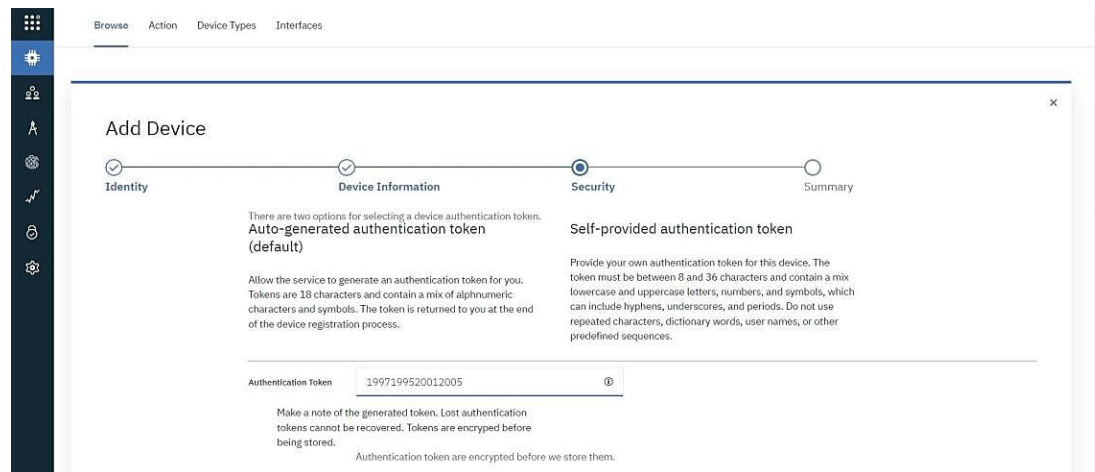 Browse Action Device Types Interfaces
Add Device
Identity Device Information Security Summary
There are two options for selecting a device authentication token.
Auto-generated authentication token
(default)
Allow the service to generate an authentication token for you.
Tokens are 18 characters and contain a mix of alphnumeric
characters and symbols. The token is returned to you at the end
of the device registration process.
Self-provided authentication token
Provide your own authentication token for this device. The
token must be between 8 and 36 characters and contain a mix
lowercase and uppercase letters, numbers, and symbols, which
can include hyphens, underscores, and periods. Do not use
repeated characters, dictionary words, user names, or other
predefined sequences.
Authentication Token 1997199520012005
Make a note of the generated token. Lost authentication
tokens cannot be recovered. Tokens are encryped before
being stored.
Authentication token are encrypted before we store them.